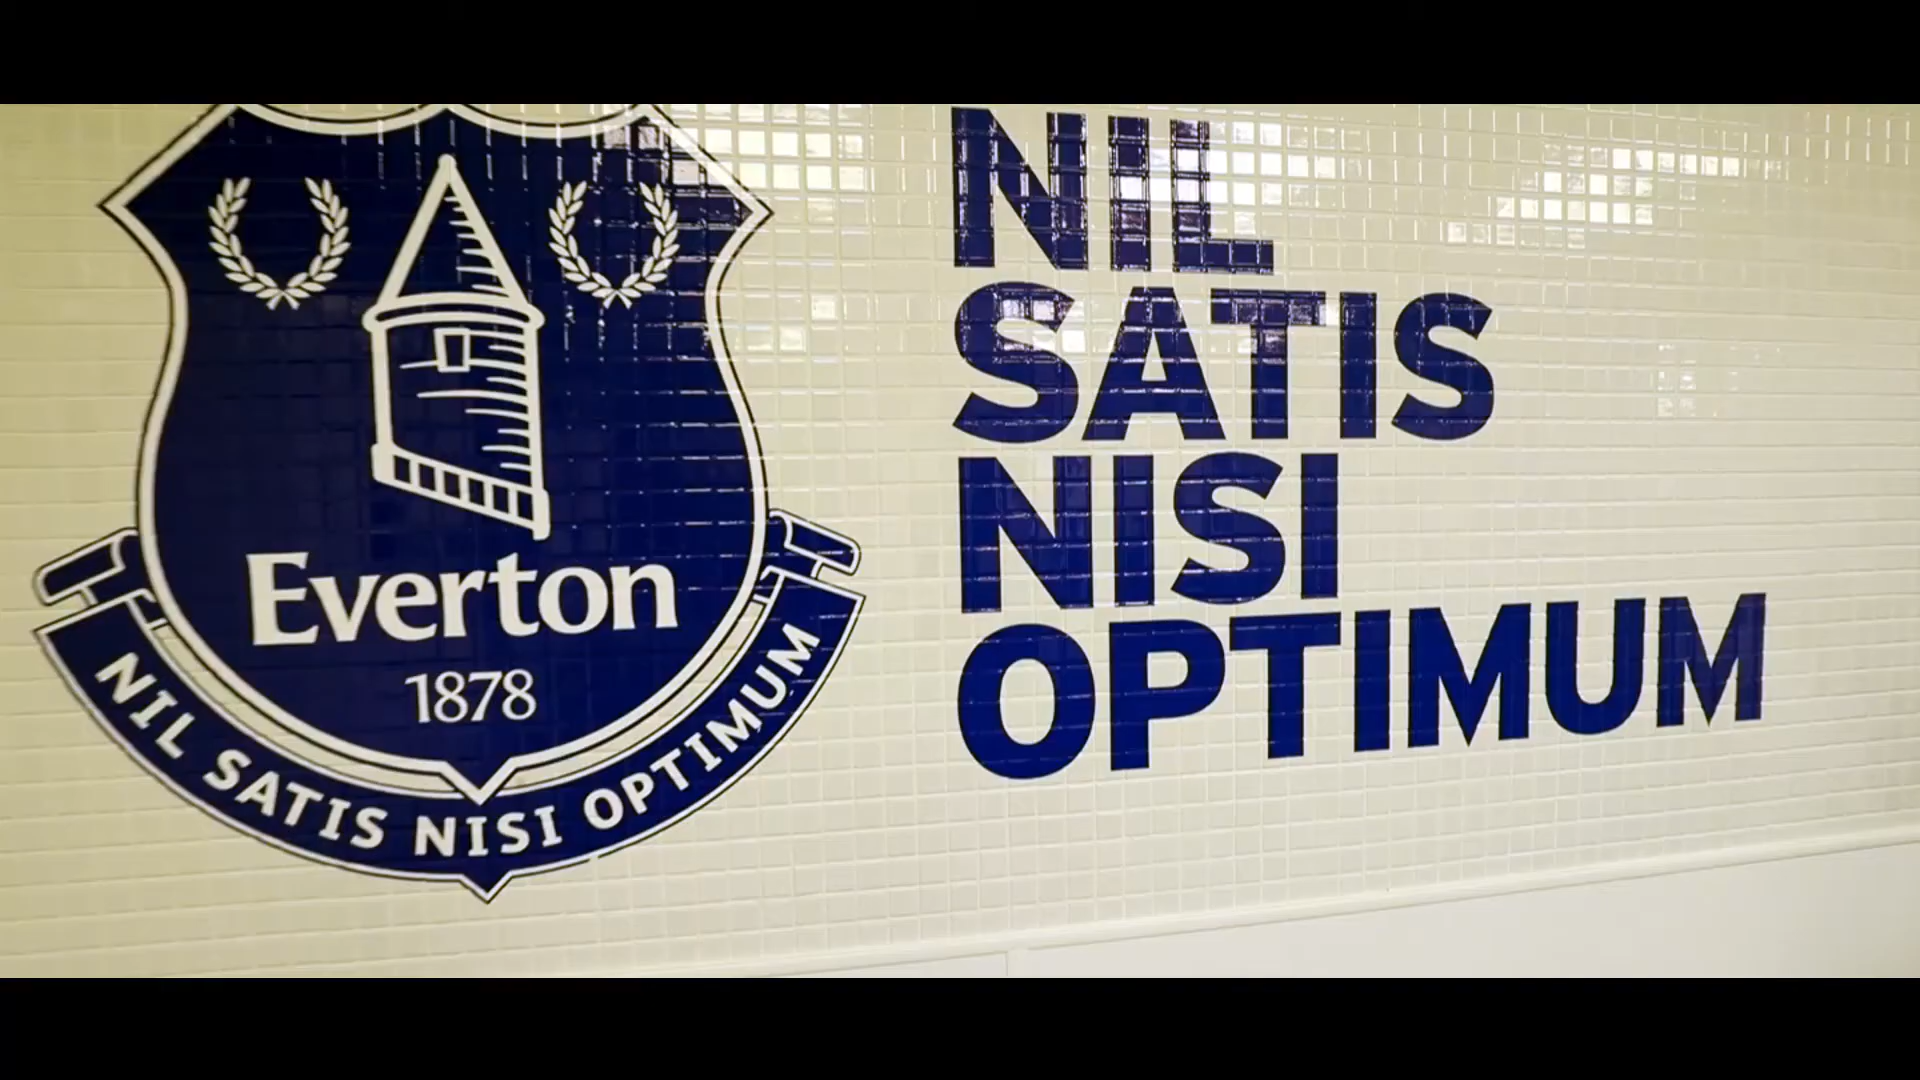 Everton
1878
NIL SATIS NISI OPTIMUM
NIL
SATIS
NISI
OPTIMUM